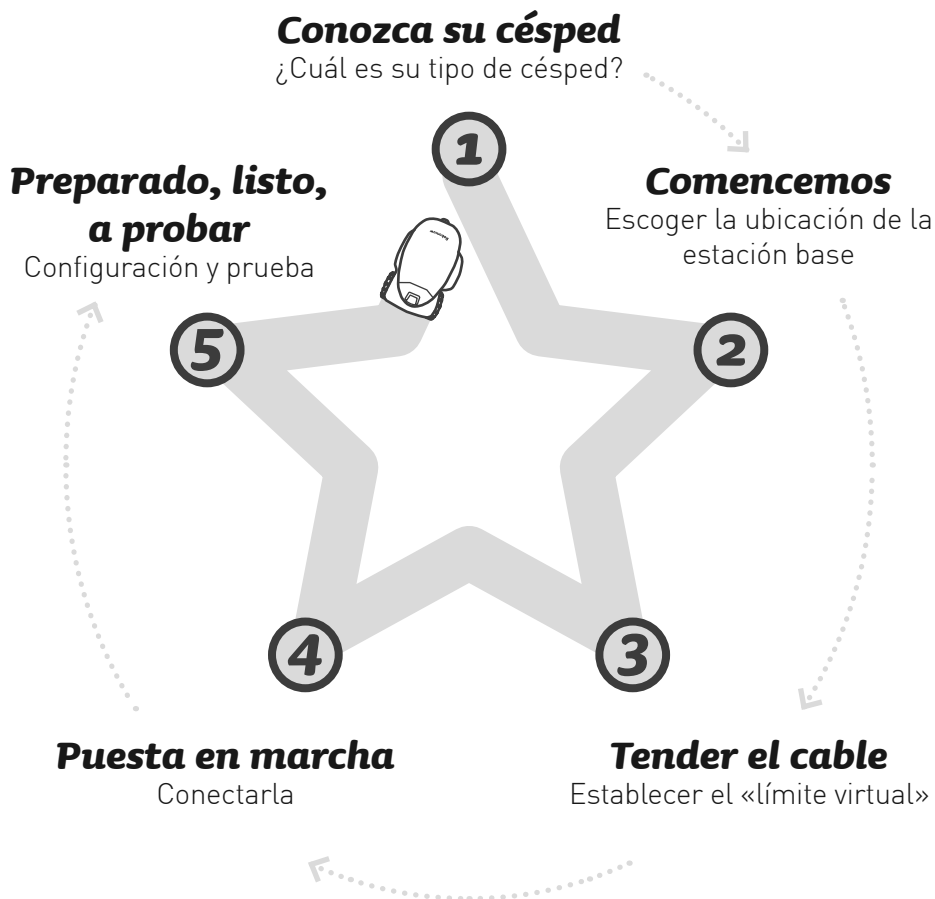 Conozca su césped
¿Cuál es su tipo de césped?
1
Comencemos
Escoger la ubicación de la
estación base
2
Tender el cable
Establecer el «límite virtual»
3
Puesta en marcha
Conectarla
4
Preparado, listo,
a probar
Configuración y prueba
5